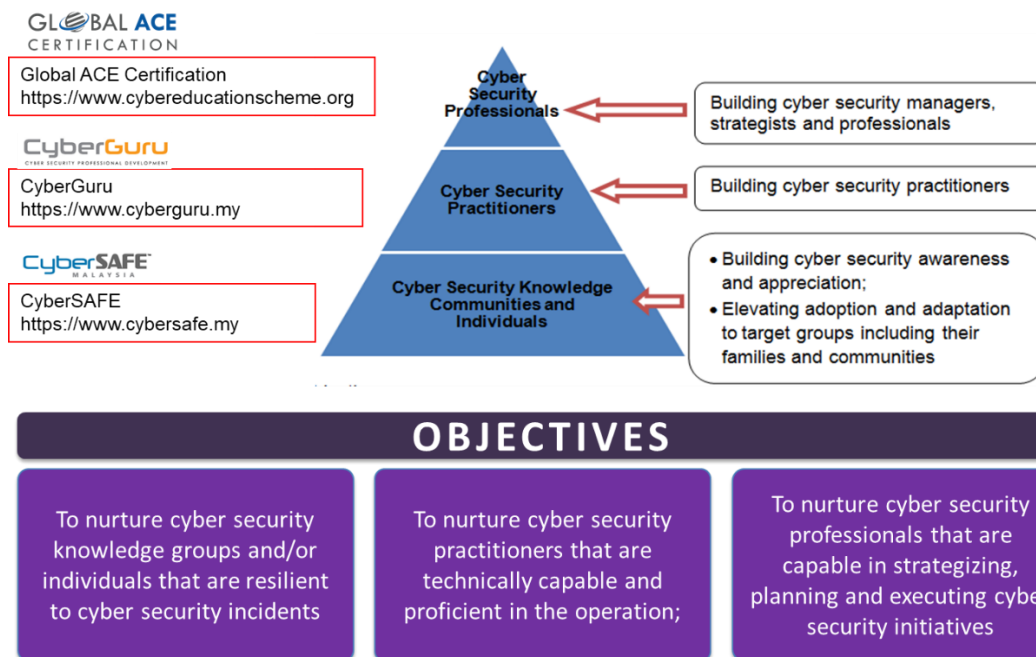 GLOBAL ACE
CERTIFICATION
Global ACE Certification
https://www.cybereducationscheme.org
CyberGuru
CYBER SECURITY PROFESSIONAL DEVELOPMENT
CyberGuru
https://www.cyberguru.my
CyberSAFE™
MALAYSIA
CyberSAFE
https://www.cybersafe.my
Cyber
Security
Professionals
Cyber Security
Practitioners
Cyber Security Knowledge
Communities and
Individuals
Building cyber security managers,
strategists and professionals
Building cyber security practitioners
• Building cyber security awareness
and appreciation;
• Elevating adoption and adaptation
to target groups including their
families and communities
OBJECTIVES
To nurture cyber security
knowledge groups and/or
individuals that are resilient
to cyber security incidents
To nurture cyber security
practitioners that are
technically capable and
proficient in the operation;
To nurture cyber security
professionals that are
capable in strategizing,
planning and executing cybe
security initiatives